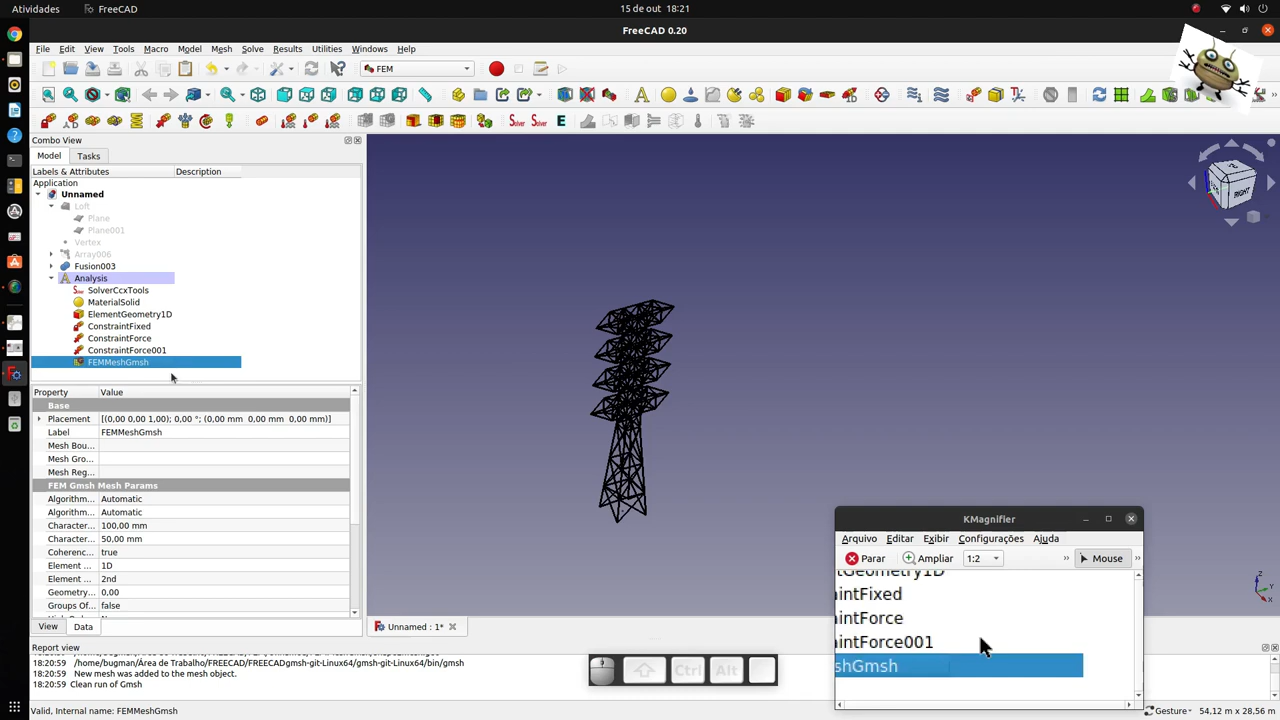 Atividades
FreeCAD
15 de out 18:21
FreeCAD 0.20
File Edit View Tools Macro Model Mesh Solve Results Utilities Windows Help
FEM
Solver
Solver
E
Combo View
Model Tasks
Labels & Attributes Description
Application
Unnamed
Loft
Plane
Plane001
Vertex
Array006
Fusion003
Analysis
SolverCcxTools
MaterialSolid
ElementGeometry1D
ConstraintFixed
ConstraintForce
ConstraintForce001
FEMMeshGmsh
Property Value
Base
Placement [(0,00 0,00 1,00); 0,00 °; (0,00 mm 0,00 mm 0,00 mm)]
Label FEMMeshGmsh
Mesh Bou...
Mesh Gro...
Mesh Reg...
FEM Gmsh Mesh Params
Algorithm... Automatic
Algorithm... Automatic
Character... 100,00 mm
Character... 50,00 mm
Coherenc... true
Element ... 1D
Element ... 2nd
Geometry... 0,00
Groups Of... false
View Data
RIGHT
Unnamed : 1*
Report view
18:20:59 /home/bugman/Área de Trabalho/FREECAD/FREECADgmsh-git-Linux64/gmsh-git-Linux64/bin/gmsh
18:20:59 New mesh was added to the mesh object.
18:20:59 Clean run of Gmsh
Valid, Internal name: FEMMeshGmsh
Gesture
54,12 m x 28,56 m
KMagnifier
Arquivo Editar Exibir Configurações Ajuda
Parar Ampliar 1:2 » Mouse »
aintFixed
aintForce
aintForce001
shGmsh
Ctrl
Alt